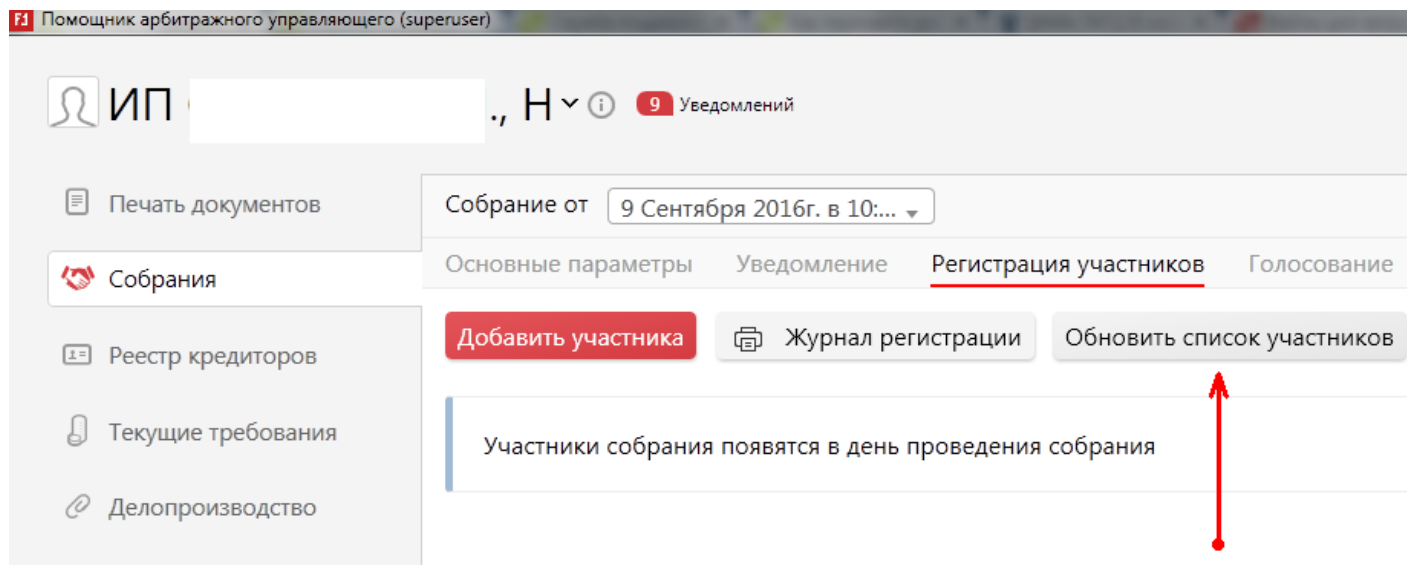 Помощник арбитражного управляющего (superuser)
ИП ., Н 9 Уведомлений
Печать документов
Собрание от 9 Сентября 2016г. в 10:...
Основные параметры Уведомление Регистрация участников Голосование
Собрания
Добавить участника Журнал регистрации Обновить список участников
Реестр кредиторов
Текущие требования
Участники собрания появятся в день проведения собрания
Делопроизводство